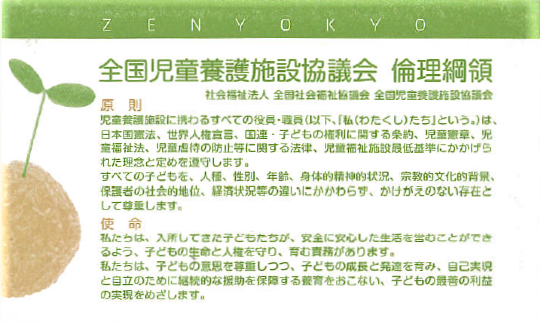 ZENYOKYO
全国児童養護施設協議会 倫理綱領
社会福祉法人 全国社会福祉協議会 全国児童養護施設協議会
原則
児童養護施設に携わるすべての役員・職員(以下、『私(わたくし)たち』という。)は、
日本国憲法、世界人権宣言、国連・子どもの権利に関する条約、児童憲章、児
童福祉法、児童虐待の防止等に関する法律、児童福祉施設最低基準にかかげら
れた理念と定めを遵守します。
すべての子どもを、人種、性別、年齢、身体的精神的状況、宗教的文化的背景、
保護者の社会的地位、経済状況等の違いにかかわらず、かけがえのない存在と
して尊重します。
使命
私たちは、入所してきた子どもたちが、安全に安心した生活を営むことができ
るよう、子どもの生命と人権を守り、育む責務があります。
私たちは、子どもの意思を尊重しつつ、子どもの成長と発達を育み、自己実現
と自立のために継続的な援助を保障する養育をおこない、子どもの最善の利益
の実現をめざします。